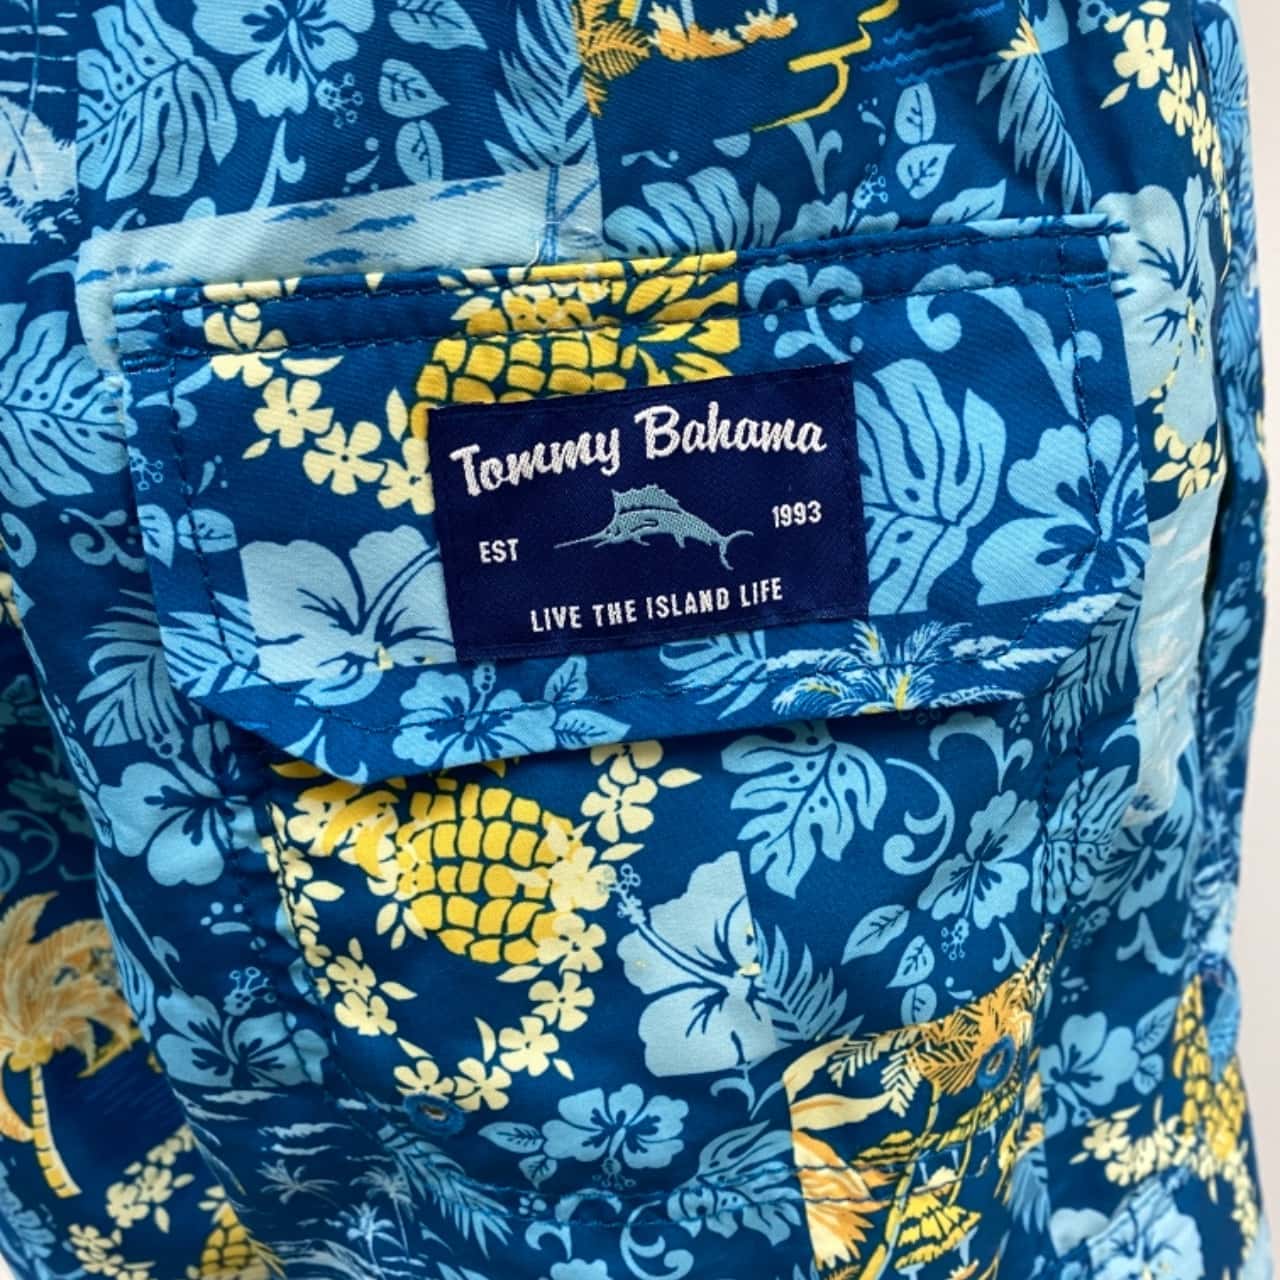 Tommy Bahama
EST 1993
LIVE THE ISLAND LIFE